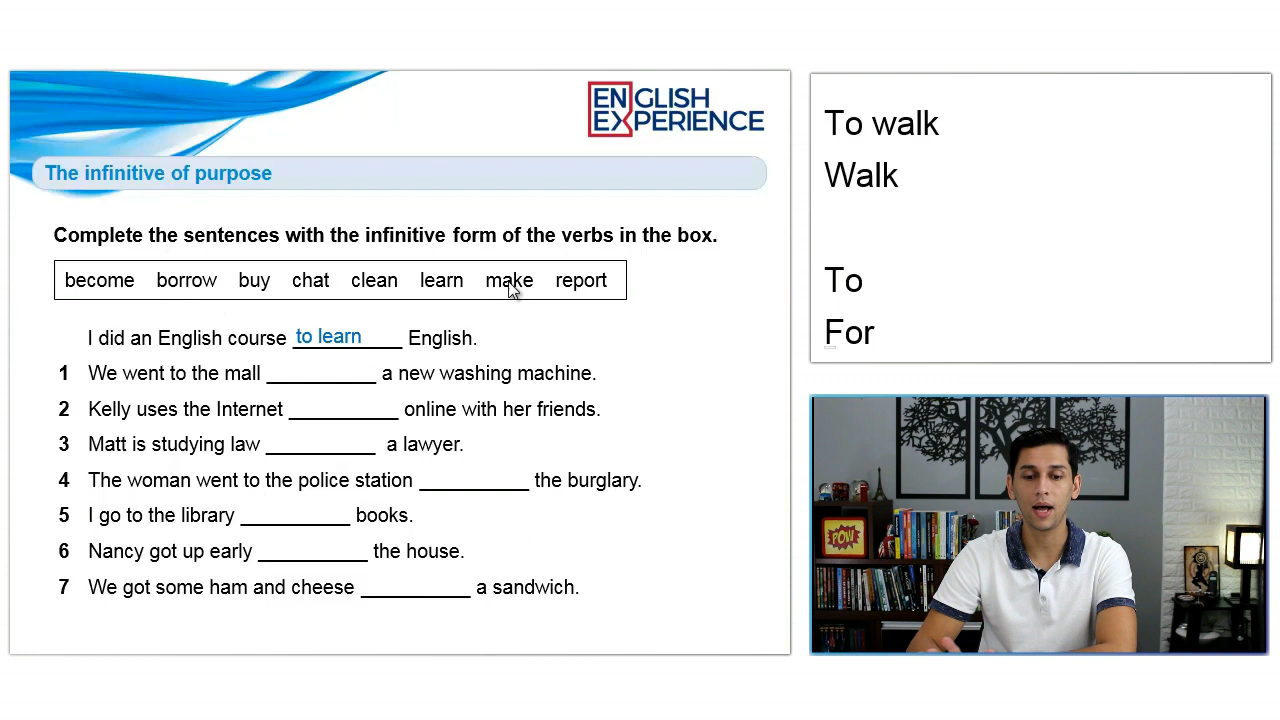 ENGLISH
EXPERIENCE
The infinitive of purpose
Complete the sentences with the infinitive form of the verbs in the box.
become borrow buy chat clean learn make report
I did an English course to learn English.
1 We went to the mall __________ a new washing machine.
2 Kelly uses the Internet __________ online with her friends.
3 Matt is studying law __________ a lawyer.
4 The woman went to the police station __________ the burglary.
5 I go to the library __________ books.
6 Nancy got up early __________ the house.
7 We got some ham and cheese __________ a sandwich.
To walk
Walk
To
For
POW